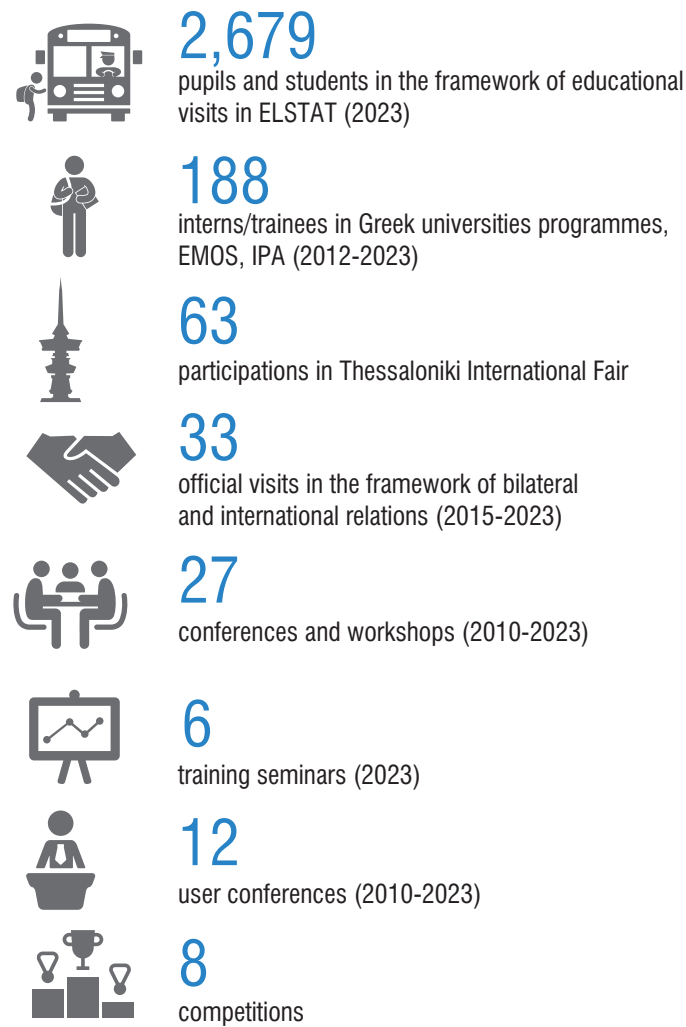 2,679
pupils and students in the framework of educational
visits in ELSTAT (2023)
188
interns/trainees in Greek universities programmes,
EMOS, IPA (2012-2023)
63
participations in Thessaloniki International Fair
33
official visits in the framework of bilateral
and international relations (2015-2023)
27
conferences and workshops (2010-2023)
6
training seminars (2023)
12
user conferences (2010-2023)
8
competitions